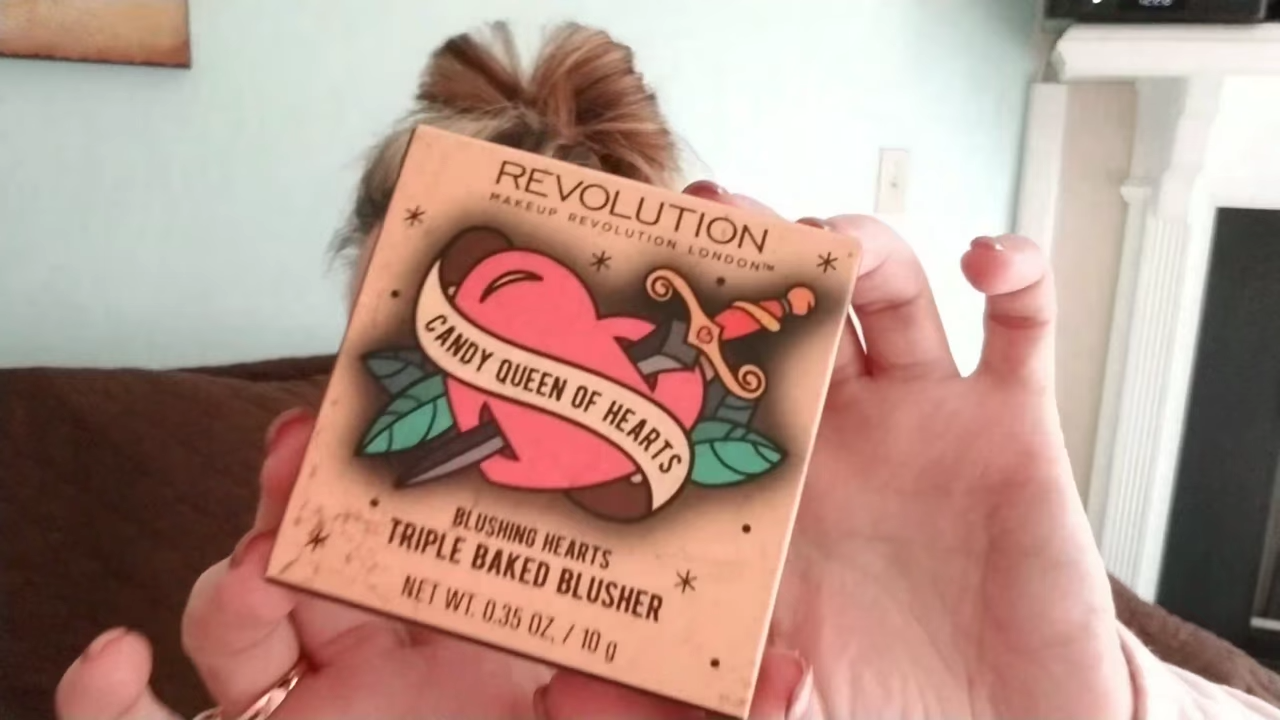 REVOLUTION
MAKEUP REVOLUTION LONDON™
CANDY QUEEN OF HEARTS
BLUSHING HEARTS
TRIPLE BAKED BLUSHER
NET WT. 0.35 OZ. / 10 g